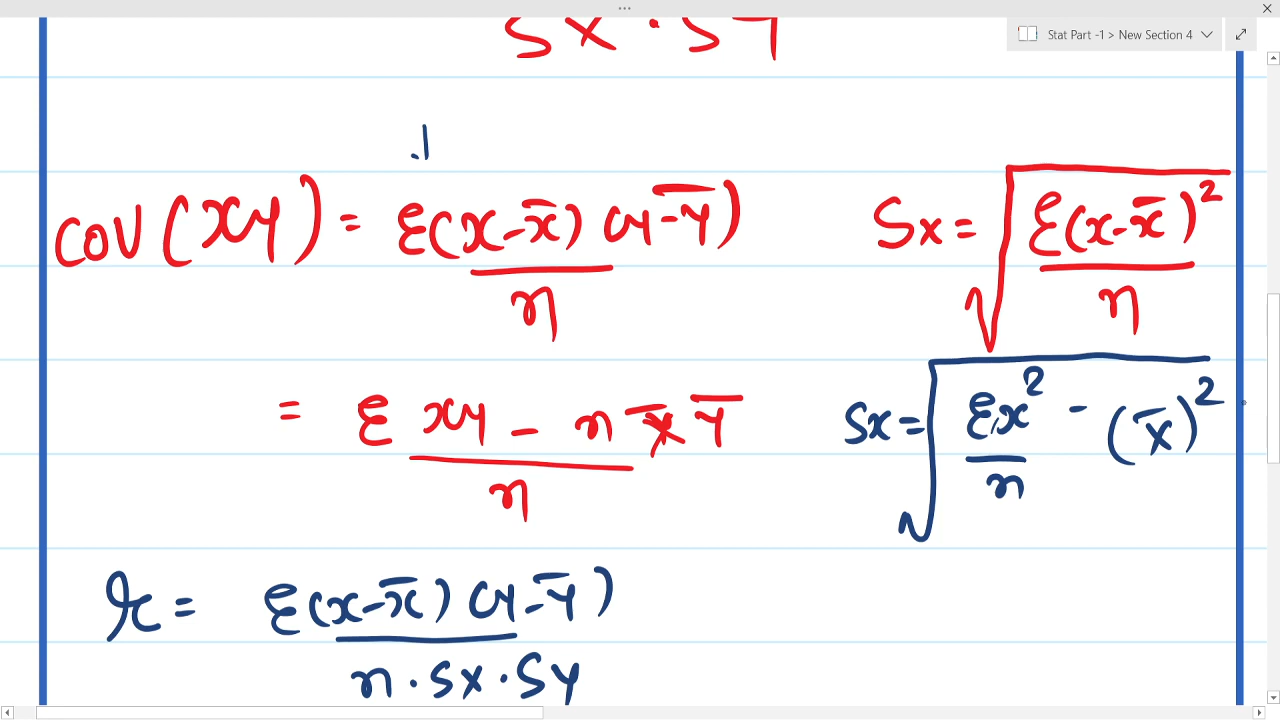 Sx · Sy
Stat Part -1 > New Section 4
COV(xy) = Σ(x-x̄)(y-ȳ) / n
Sx = √(Σ(x-x̄)² / n)
= Σxy - n x̄ ȳ / n
Sx = √(Σx² / n - (x̄)²)
r = Σ(x-x̄)(y-ȳ) / n · Sx · Sy